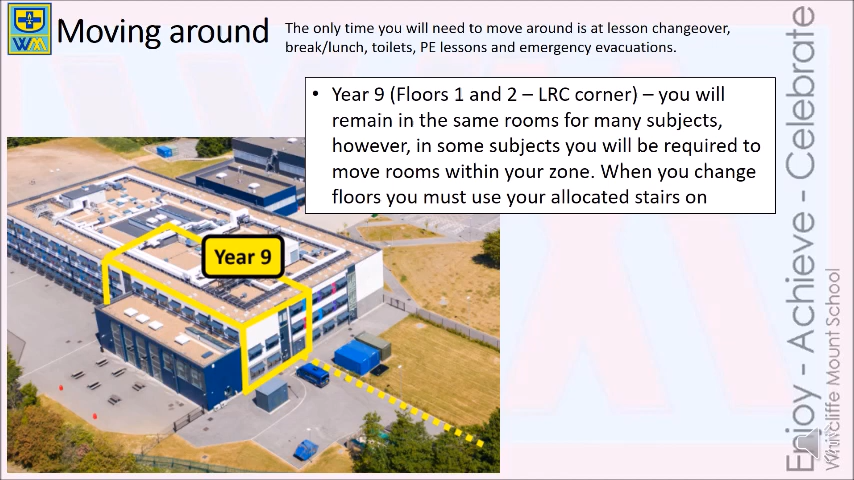 WM
Moving around
The only time you will need to move around is at lesson changeover,
break/lunch, toilets, PE lessons and emergency evacuations.
• Year 9 (Floors 1 and 2 – LRC corner) – you will
remain in the same rooms for many subjects,
however, in some subjects you will be required to
move rooms within your zone. When you change
floors you must use your allocated stairs on
Year 9
Enjoy - Achieve - Celebrate
Whitcliffe Mount School